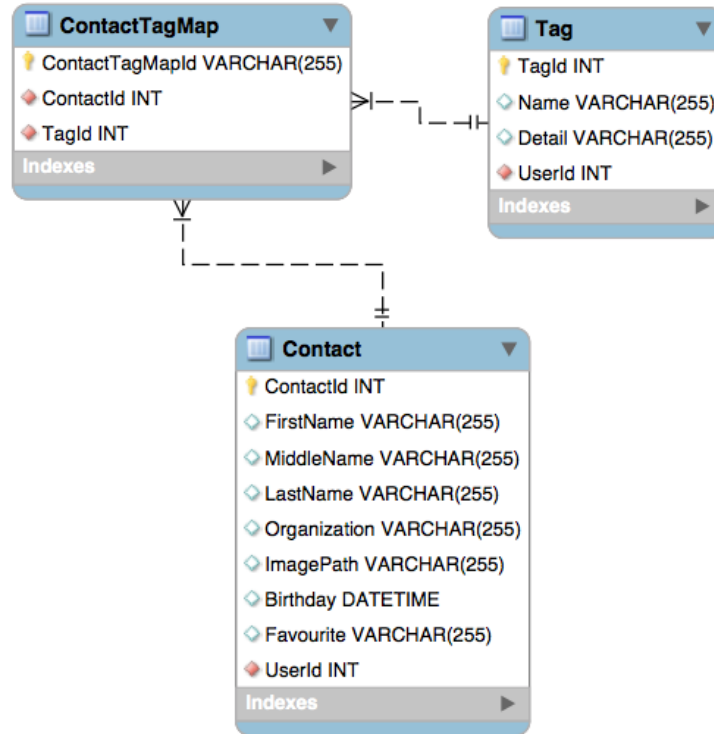 ContactTagMap
ContactTagMapId VARCHAR(255)
ContactId INT
TagId INT
Indexes
Tag
TagId INT
Name VARCHAR(255)
Detail VARCHAR(255)
UserId INT
Indexes
Contact
ContactId INT
FirstName VARCHAR(255)
MiddleName VARCHAR(255)
LastName VARCHAR(255)
Organization VARCHAR(255)
ImagePath VARCHAR(255)
Birthday DATETIME
Favourite VARCHAR(255)
UserId INT
Indexes